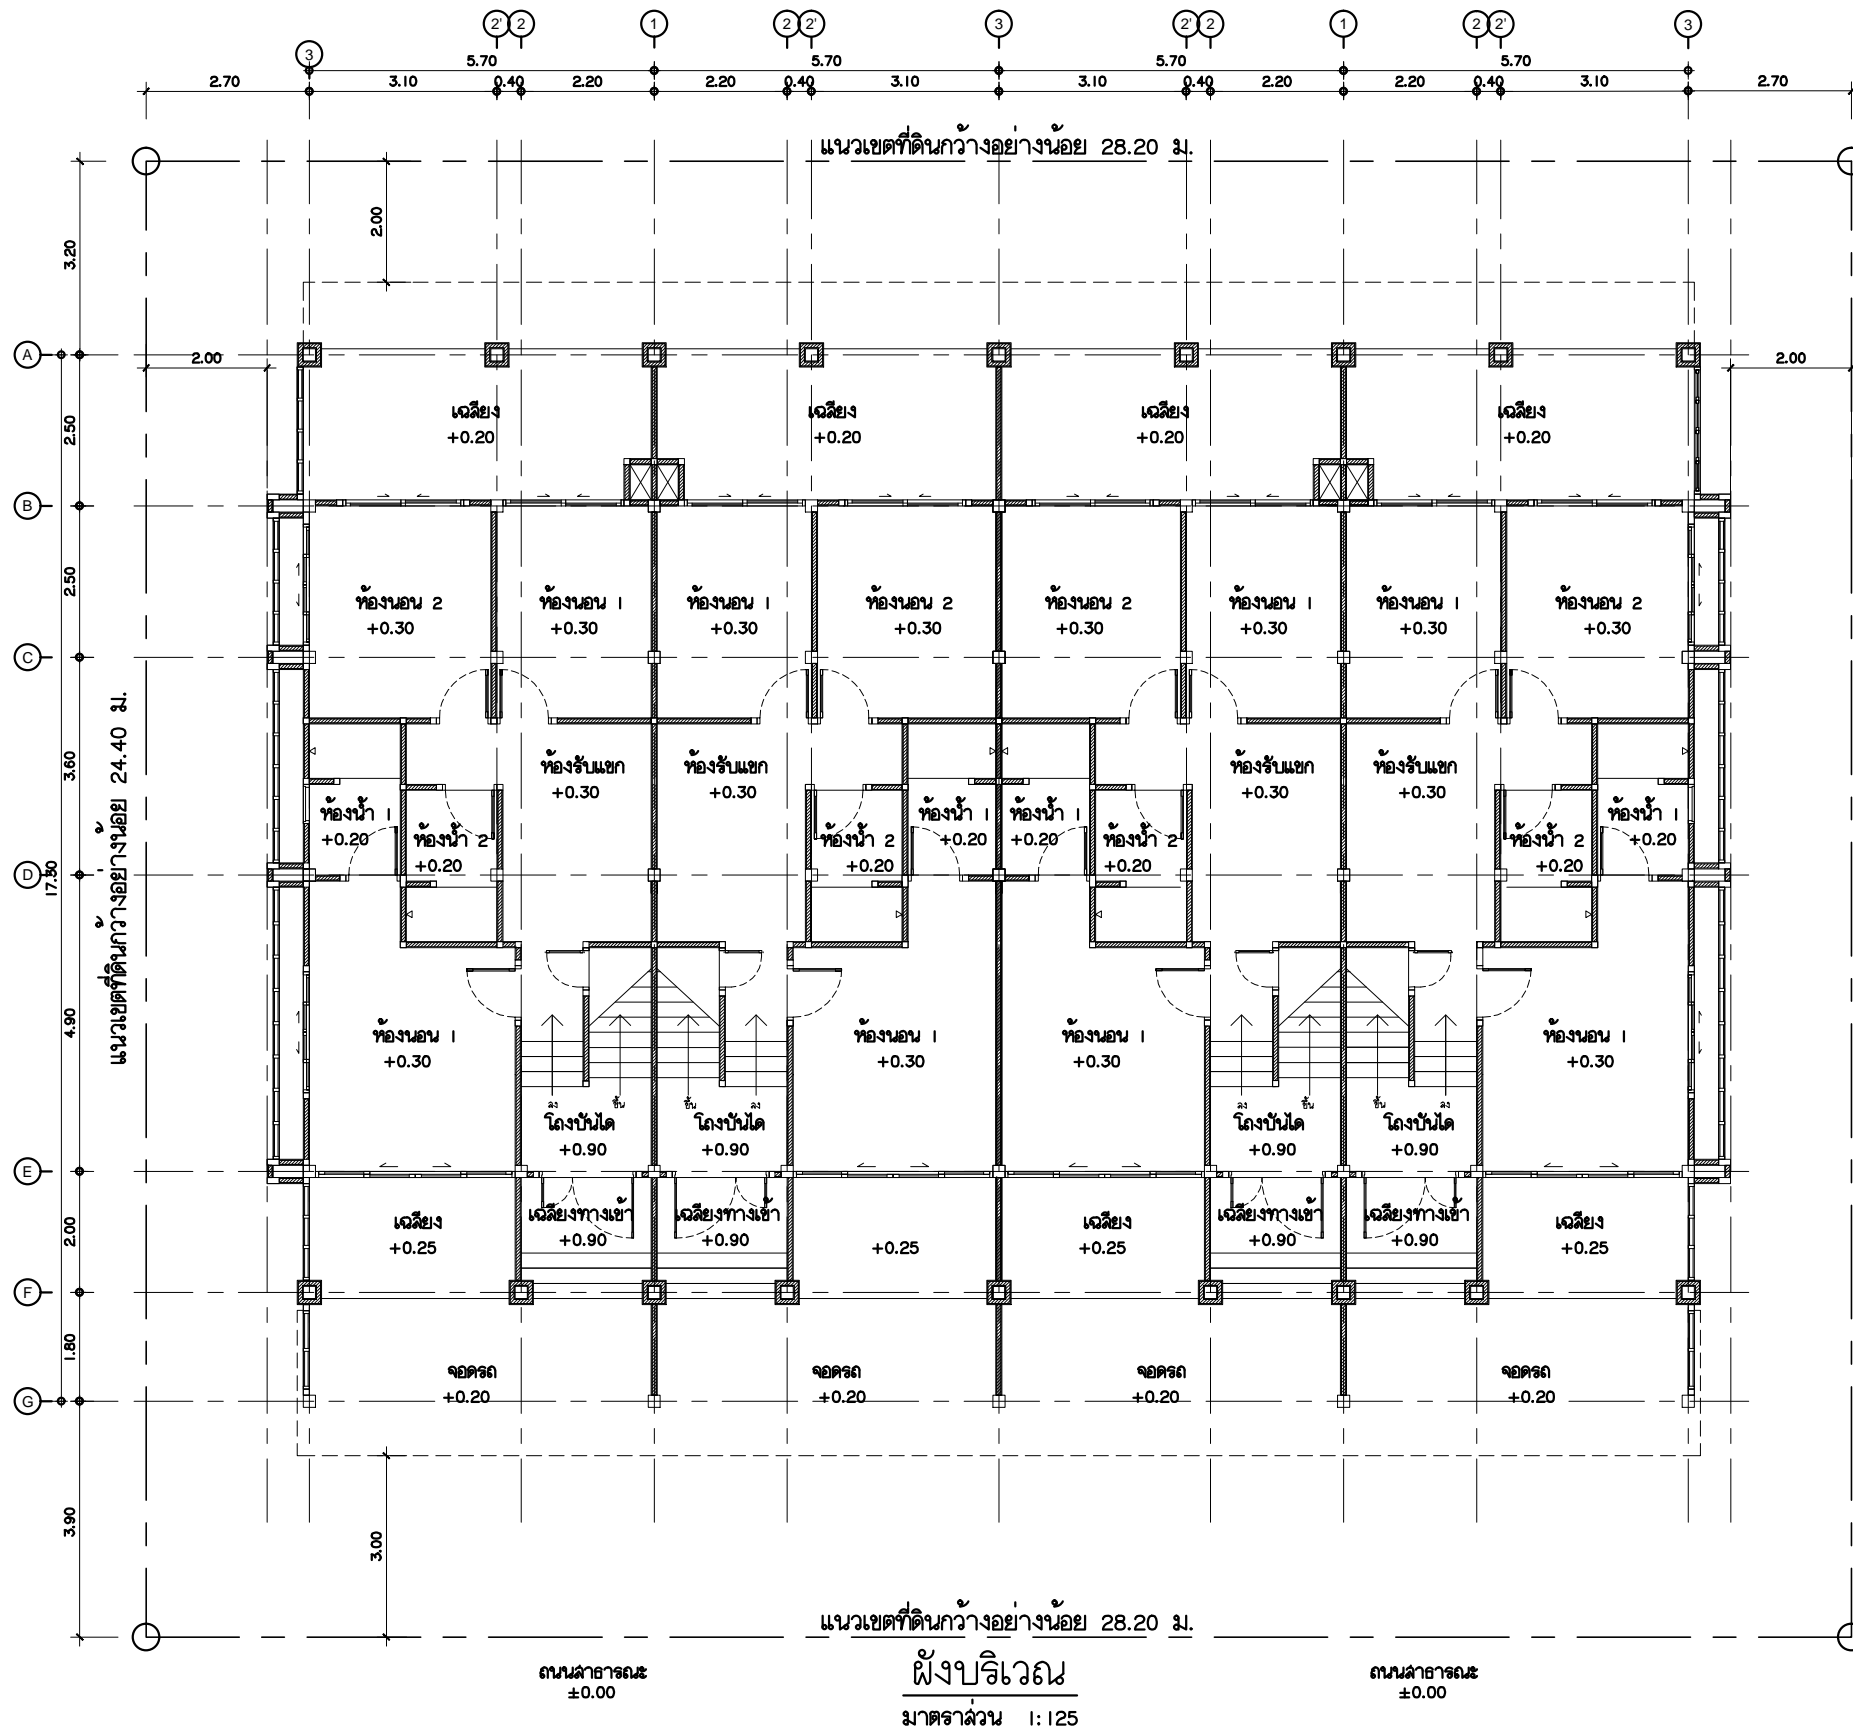 2' 2 1 2 2' 3 2' 2 1 2 2' 3
3
5.70 5.70 5.70 5.70
2.70 3.10 0.40 2.20 2.20 0.40 3.10 3.10 0.40 2.20 2.20 0.40 3.10 2.70
แนวเขตที่ดินกว้างอย่างน้อย 28.20 ม.
2.00
3.20
A
2.00 2.00
เฉลียง เฉลียง เฉลียง เฉลียง
+0.20 +0.20 +0.20 +0.20
2.50
B
2.50
ห้องนอน 2 ห้องนอน 1 ห้องนอน 1 ห้องนอน 2 ห้องนอน 2 ห้องนอน 1 ห้องนอน 1 ห้องนอน 2
+0.30 +0.30 +0.30 +0.30 +0.30 +0.30 +0.30 +0.30
C
แนวเขตที่ดินกว้างอย่างน้อย 24.40 ม.
3.60
ห้องรับแขก ห้องรับแขก ห้องรับแขก ห้องรับแขก
+0.30 +0.30 +0.30 +0.30
ห้องน้ำ 1 ห้องน้ำ 1 ห้องน้ำ 1 ห้องน้ำ 1
+0.20 +0.20 +0.20 +0.20
ห้องน้ำ 2 ห้องน้ำ 2 ห้องน้ำ 2 ห้องน้ำ 2
+0.20 +0.20 +0.20 +0.20
D
17.30
4.90
ห้องนอน 1 ห้องนอน 1 ห้องนอน 1 ห้องนอน 1
+0.30 +0.30 +0.30 +0.30
ลง ขึ้น ขึ้น ลง ลง ขึ้น ขึ้น ลง
โถงบันได โถงบันได โถงบันได โถงบันได
+0.90 +0.90 +0.90 +0.90
E
2.00
เฉลียงทางเข้า เฉลียงทางเข้า เฉลียงทางเข้า เฉลียงทางเข้า
เฉลียง เฉลียง เฉลียง
+0.90 +0.90 +0.90 +0.90
+0.25 +0.25 +0.25 +0.25
F
1.80
จอดรถ จอดรถ จอดรถ จอดรถ
+0.20 +0.20 +0.20 +0.20
G
3.90
3.00
แนวเขตที่ดินกว้างอย่างน้อย 28.20 ม.
ถนนสาธารณะ ผังบริเวณ ถนนสาธารณะ
±0.00 ±0.00
มาตราส่วน 1:125